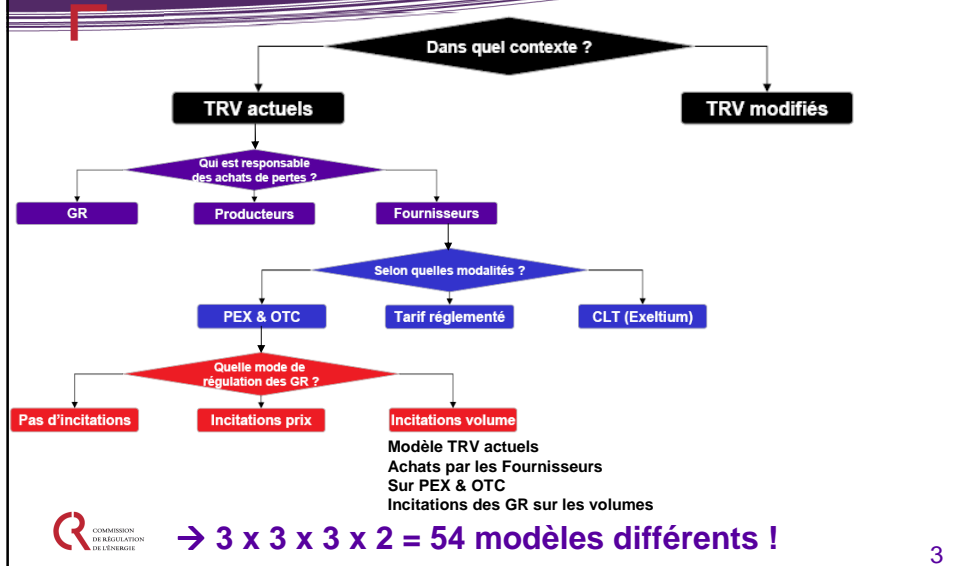 Dans quel contexte ?
TRV actuels
TRV modifiés
Qui est responsable
des achats de pertes ?
GR
Producteurs
Fournisseurs
Selon quelles modalités ?
PEX & OTC
Tarif réglementé
CLT (Exeltium)
Quelle mode de
régulation des GR ?
Pas d'incitations
Incitations prix
Incitations volume
Modèle TRV actuels
Achats par les Fournisseurs
Sur PEX & OTC
Incitations des GR sur les volumes
COMMISSION
DE RÉGULATION
DE L'ÉNERGIE
→ 3 x 3 x 3 x 2 = 54 modèles différents !
3